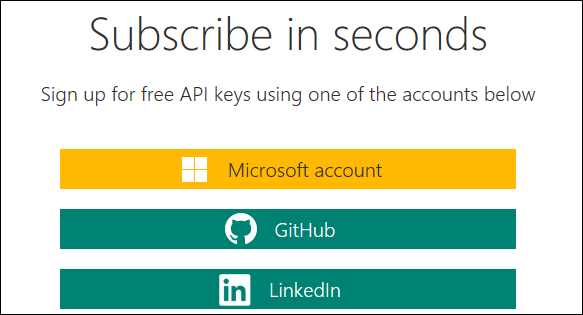 Subscribe in seconds
Sign up for free API keys using one of the accounts below
Microsoft account
GitHub
in LinkedIn